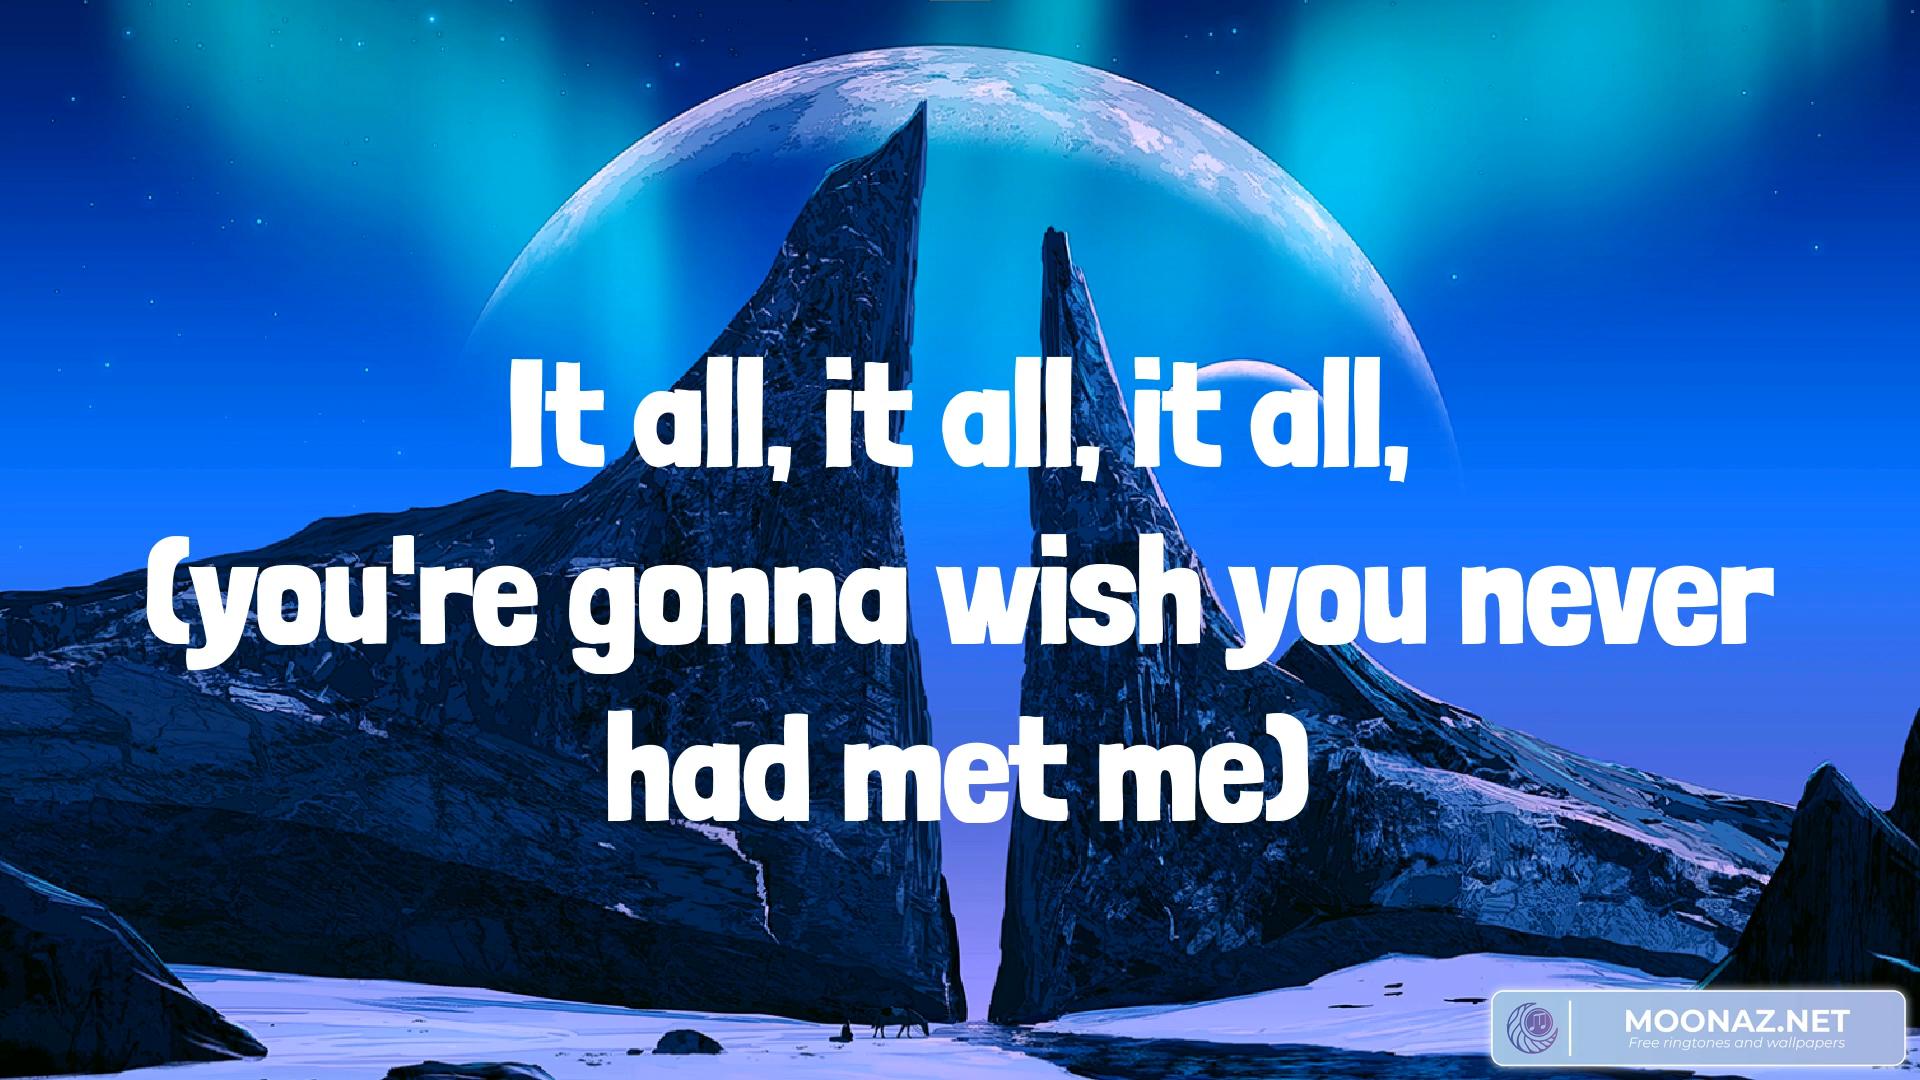 It all, it all, it all,
(you're gonna wish you never
had met me)
MOONAZ.NET
Free ringtones and wallpapers